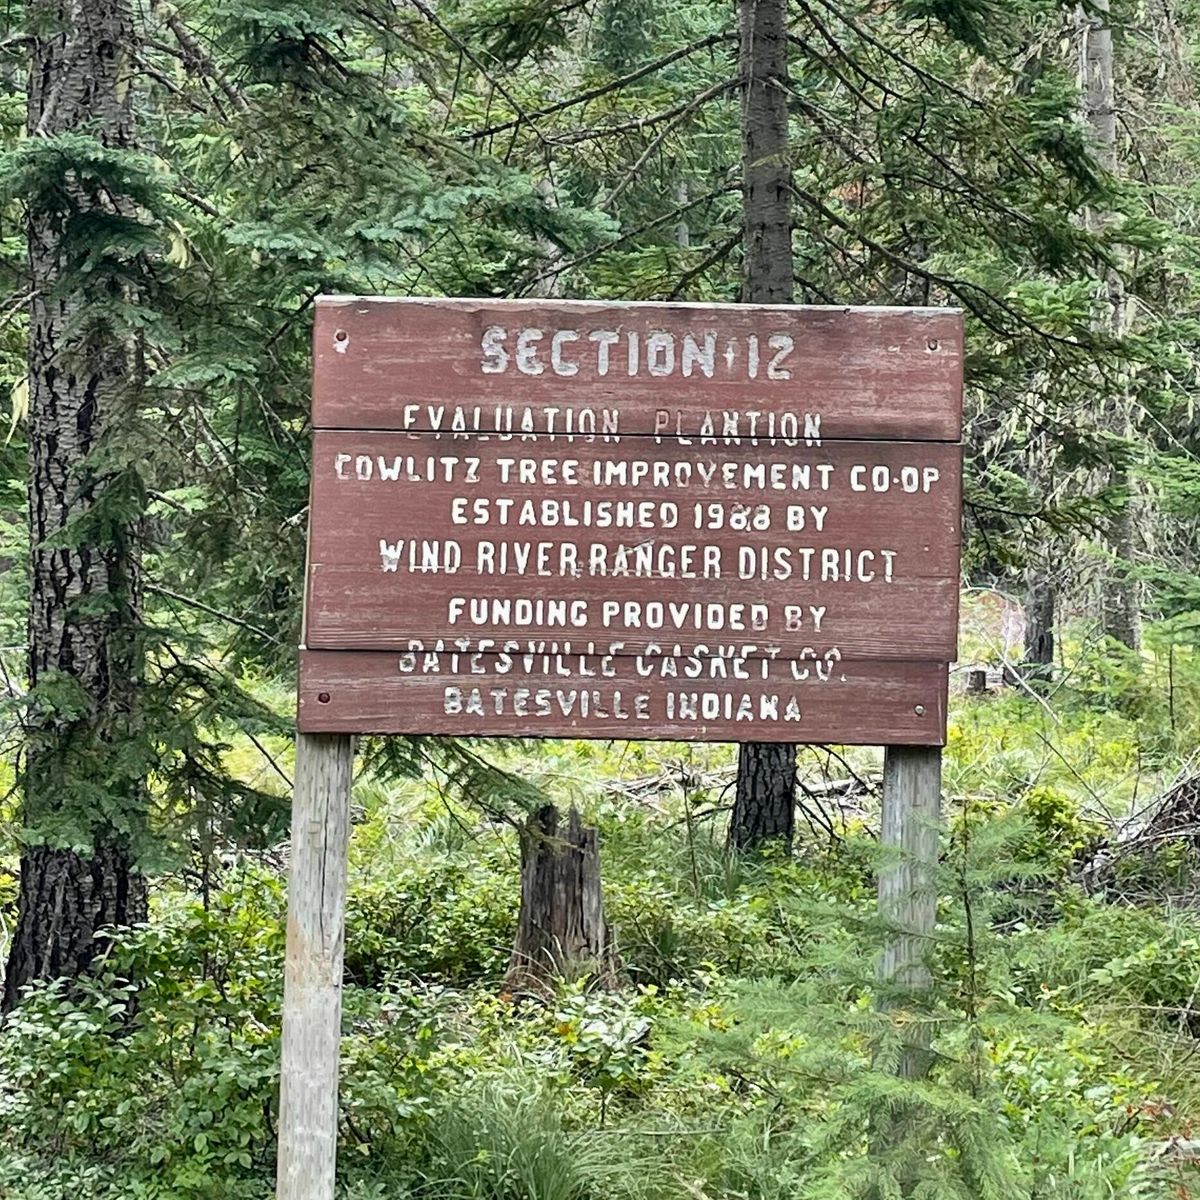 SECTION 12
EVALUATION PLANTION
COWLITZ TREE IMPROVEMENT CO-OP
ESTABLISHED 1988 BY
WIND RIVER RANGER DISTRICT
FUNDING PROVIDED BY
BATESVILLE CASKET CO.
BATESVILLE INDIANA